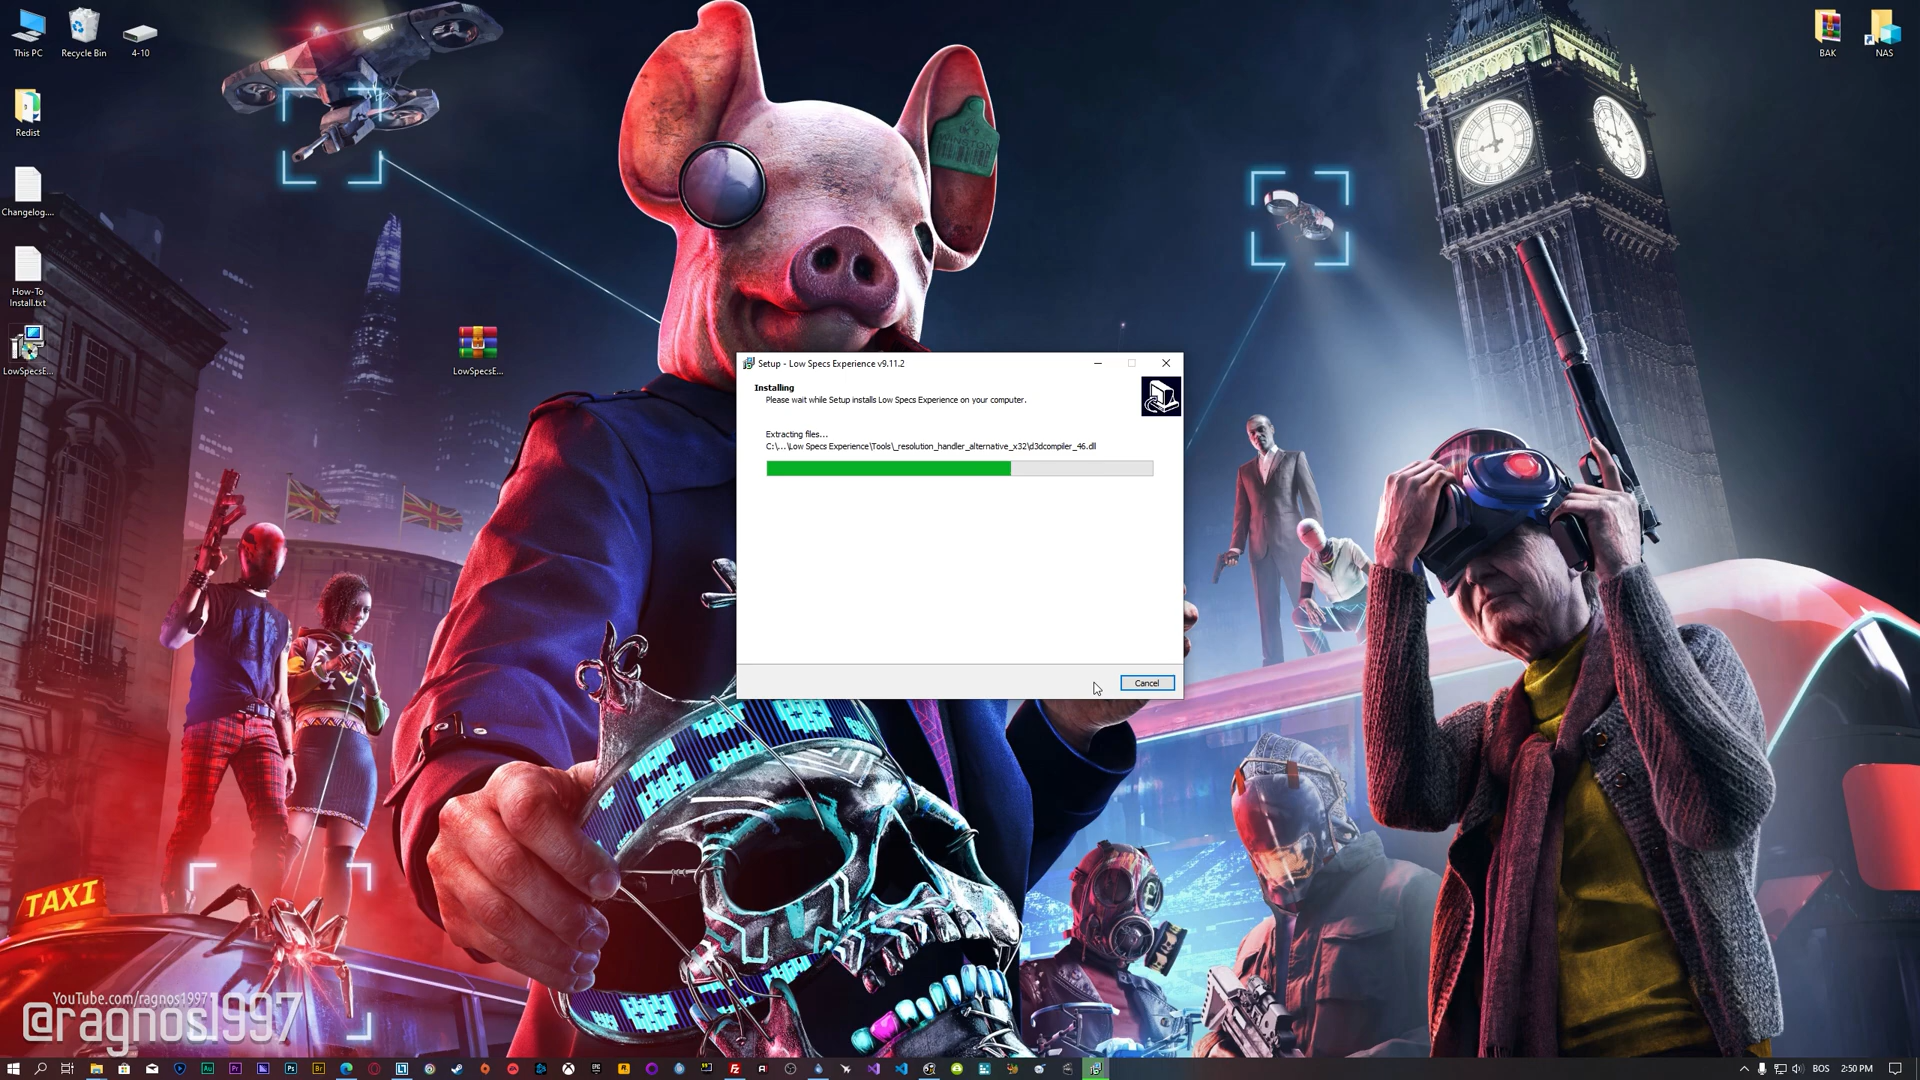 This PC
Recycle Bin
4-10
BAK
NAS
Redist
Changelog....
How-To
Install.txt
LowSpecsE...
LowSpecsE...
WINSTON
Setup - Low Specs Experience v9.11.2
Installing
Please wait while Setup installs Low Specs Experience on your computer.
Extracting files...
C:\...\Low Specs Experience\Tools\_resolution_handler_alternative_x32\d3dcompiler_46.dll
Cancel
TAXI
YouTube.com/ragnos1997
@ragnos1997
BOS
2:50 PM